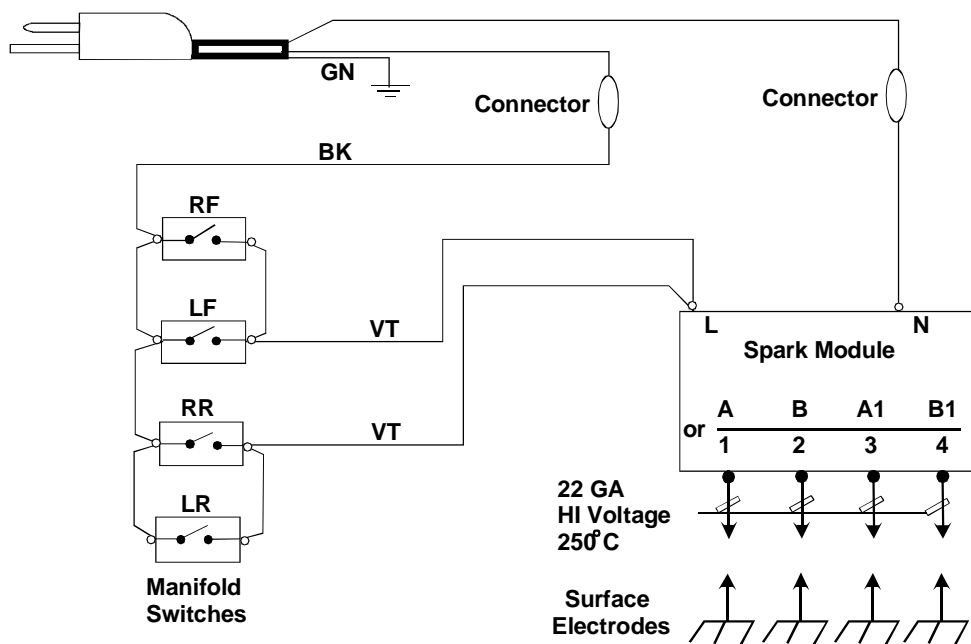 GN
Connector
Connector
BK
RF
LF
VT
L
N
Spark Module
RR
VT
or
A B A1 B1
1 2 3 4
LR
22 GA
HI Voltage
250°C
Manifold
Switches
Surface
Electrodes